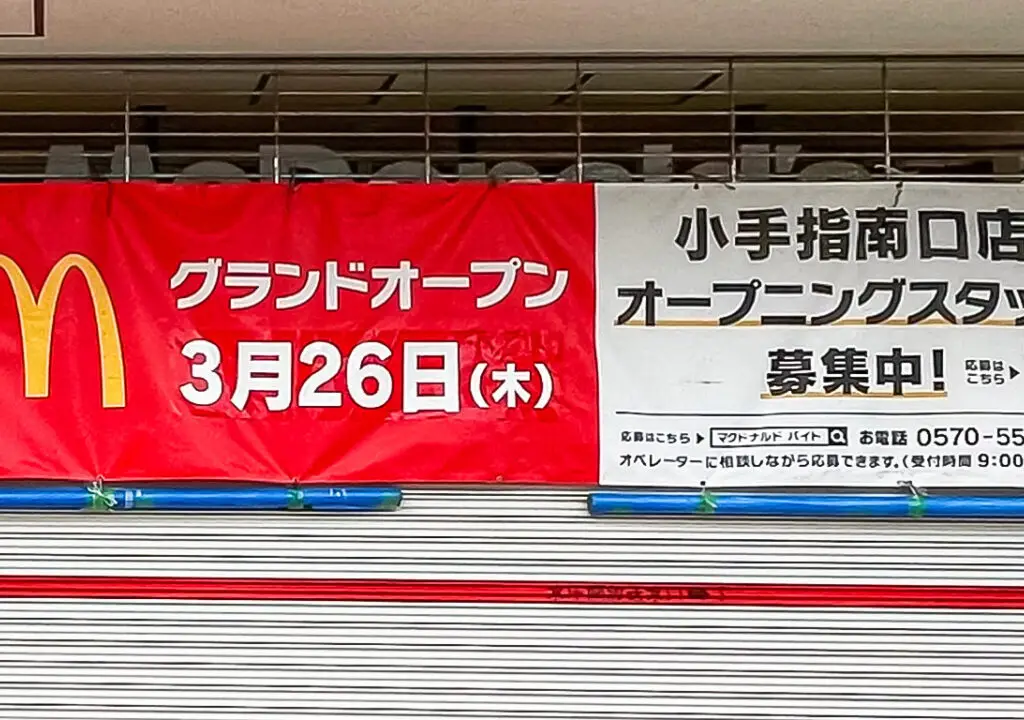 グランドオープン
3月26日(木)
小手指南口店
オープニングスタッ
募集中!
応募は
こちら▶
応募はこちら▶ マクドナルド バイト お電話 0570-55
オペレーターに相談しながら応募できます。(受付時間 9:00